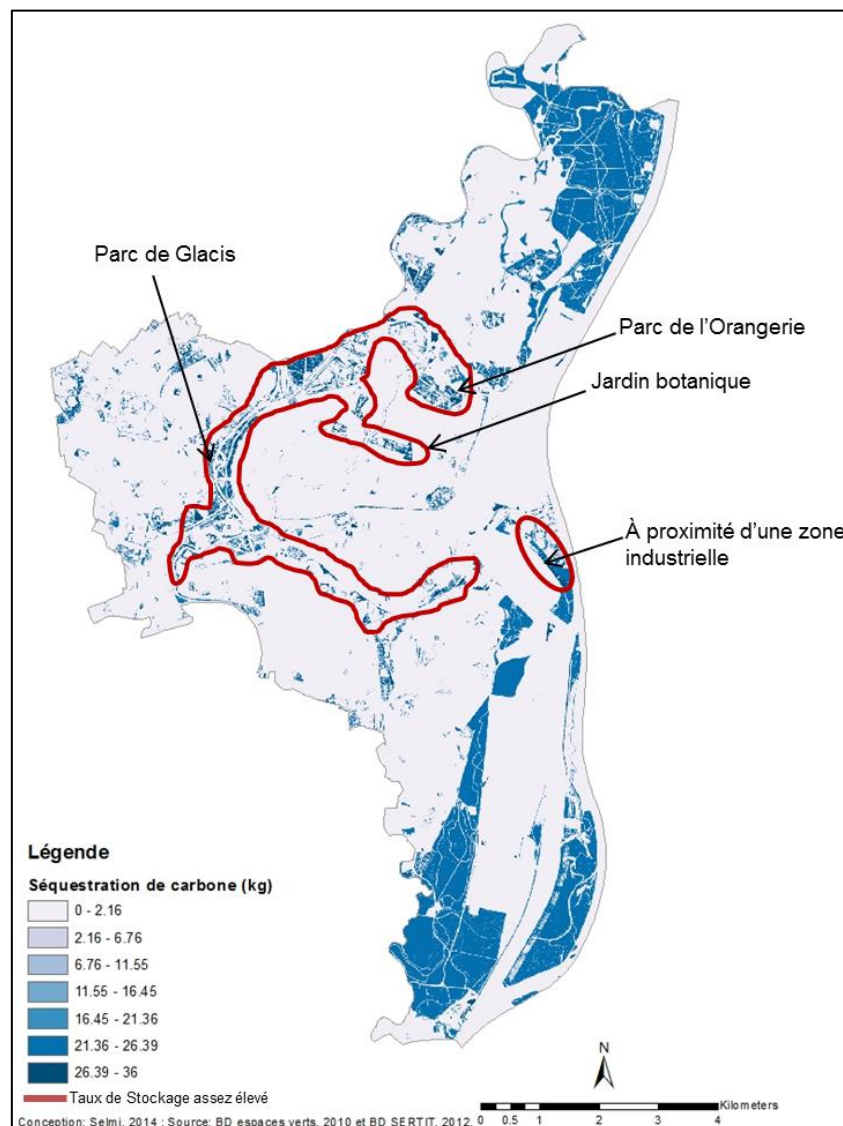 Parc de Glacis
Parc de l'Orangerie
Jardin botanique
À proximité d'une zone
industrielle
Légende
Séquestration de carbone (kg)
0 - 2.16
2.16 - 6.76
6.76 - 11.55
11.55 - 16.45
16.45 - 21.36
21.36 - 26.39
26.39 - 36
Taux de Stockage assez élevé
N
Kilometers
0 0.5 1 2 3 4
Conception: Selmi, 2014 ; Source: BD espaces verts, 2010 et BD SERTIT, 2012.